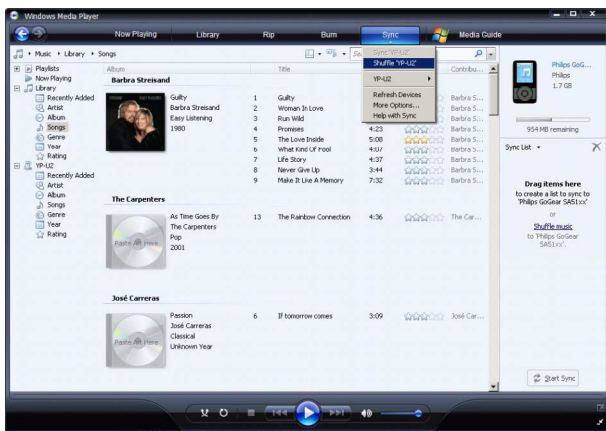 Windows Media Player
Now Playing
Library
Rip
Burn
Sync
Media Guide
Music ▸ Library ▸ Songs
Sync 'YP-U2'
Shuffle 'YP-U2'
YP-U2
Refresh Devices
More Options...
Help with Sync
Playlists
Now Playing
Library
Recently Added
Artist
Album
Songs
Genre
Year
Rating
YP-U2
Recently Added
Artist
Album
Songs
Genre
Year
Rating
Album
Title
Contribu...
Barbra Streisand
Guilty
Barbra Streisand
Easy Listening
1980
1 Guilty Barbra S...
2 Woman In Love Barbra S...
3 Run Wild Barbra S...
4 Promises 4:23 Barbra S...
5 The Love Inside 5:08 Barbra S...
6 What Kind Of Fool 4:07 Barbra S...
7 Life Story 4:37 Barbra S...
8 Never Give Up 3:44 Barbra S...
9 Make It Like A Memory 7:32 Barbra S...
The Carpenters
Paste Art Here
As Time Goes By
The Carpenters
Pop
2001
13 The Rainbow Connection 4:36 The Car...
José Carreras
Paste Art Here
Passion
José Carreras
Classical
Unknown Year
6 If tomorrow comes 3:09 José Car...
Philips GoG...
Philips
1.7 GB
954 MB remaining
Sync List
Drag items here
to create a list to sync to
'Philips GoGear SA51xx'
or
Shuffle music
to 'Philips GoGear
SA51xx'.
Start Sync